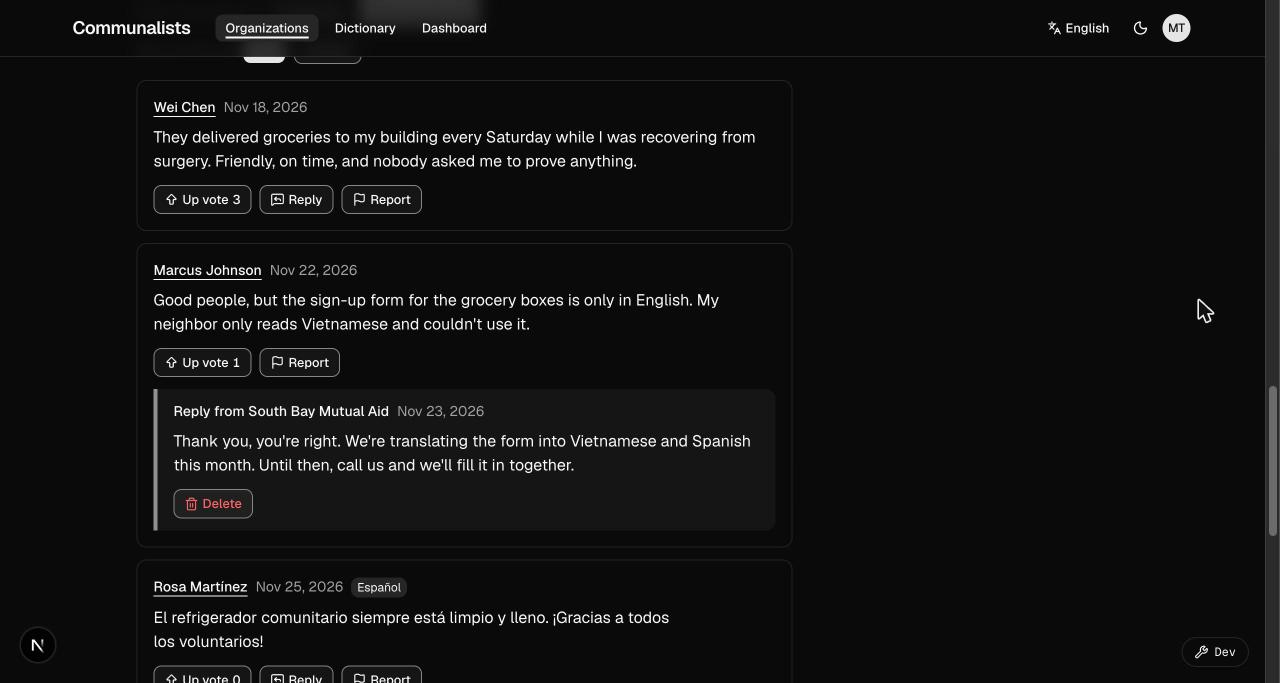 Communalists
Organizations
Dictionary
Dashboard
English
MT
Wei Chen Nov 18, 2026
They delivered groceries to my building every Saturday while I was recovering from
surgery. Friendly, on time, and nobody asked me to prove anything.
Up vote 3
Reply
Report
Marcus Johnson Nov 22, 2026
Good people, but the sign-up form for the grocery boxes is only in English. My
neighbor only reads Vietnamese and couldn't use it.
Up vote 1
Report
Reply from South Bay Mutual Aid Nov 23, 2026
Thank you, you're right. We're translating the form into Vietnamese and Spanish
this month. Until then, call us and we'll fill it in together.
Delete
Rosa Martínez Nov 25, 2026 Español
El refrigerador comunitario siempre está limpio y lleno. ¡Gracias a todos
los voluntarios!
Up vote 0
Reply
Report
N
Dev